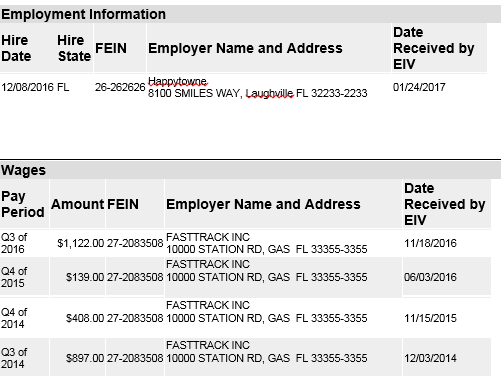 Employment Information
Hire Date Hire State FEIN Employer Name and Address Date Received by EIV
12/08/2016 FL 26-262626 Happytowne
8100 SMILES WAY, Laughville FL 32233-2233 01/24/2017
Wages
Pay Period Amount FEIN Employer Name and Address Date Received by EIV
Q3 of 2016 $1,122.00 27-2083508 FASTTRACK INC
10000 STATION RD, GAS FL 33355-3355 11/18/2016
Q4 of 2015 $139.00 27-2083508 FASTTRACK INC
10000 STATION RD, GAS FL 33355-3355 06/03/2016
Q4 of 2014 $408.00 27-2083508 FASTTRACK INC
10000 STATION RD, GAS FL 33355-3355 11/15/2015
Q3 of 2014 $897.00 27-2083508 FASTTRACK INC
10000 STATION RD, GAS FL 33355-3355 12/03/2014